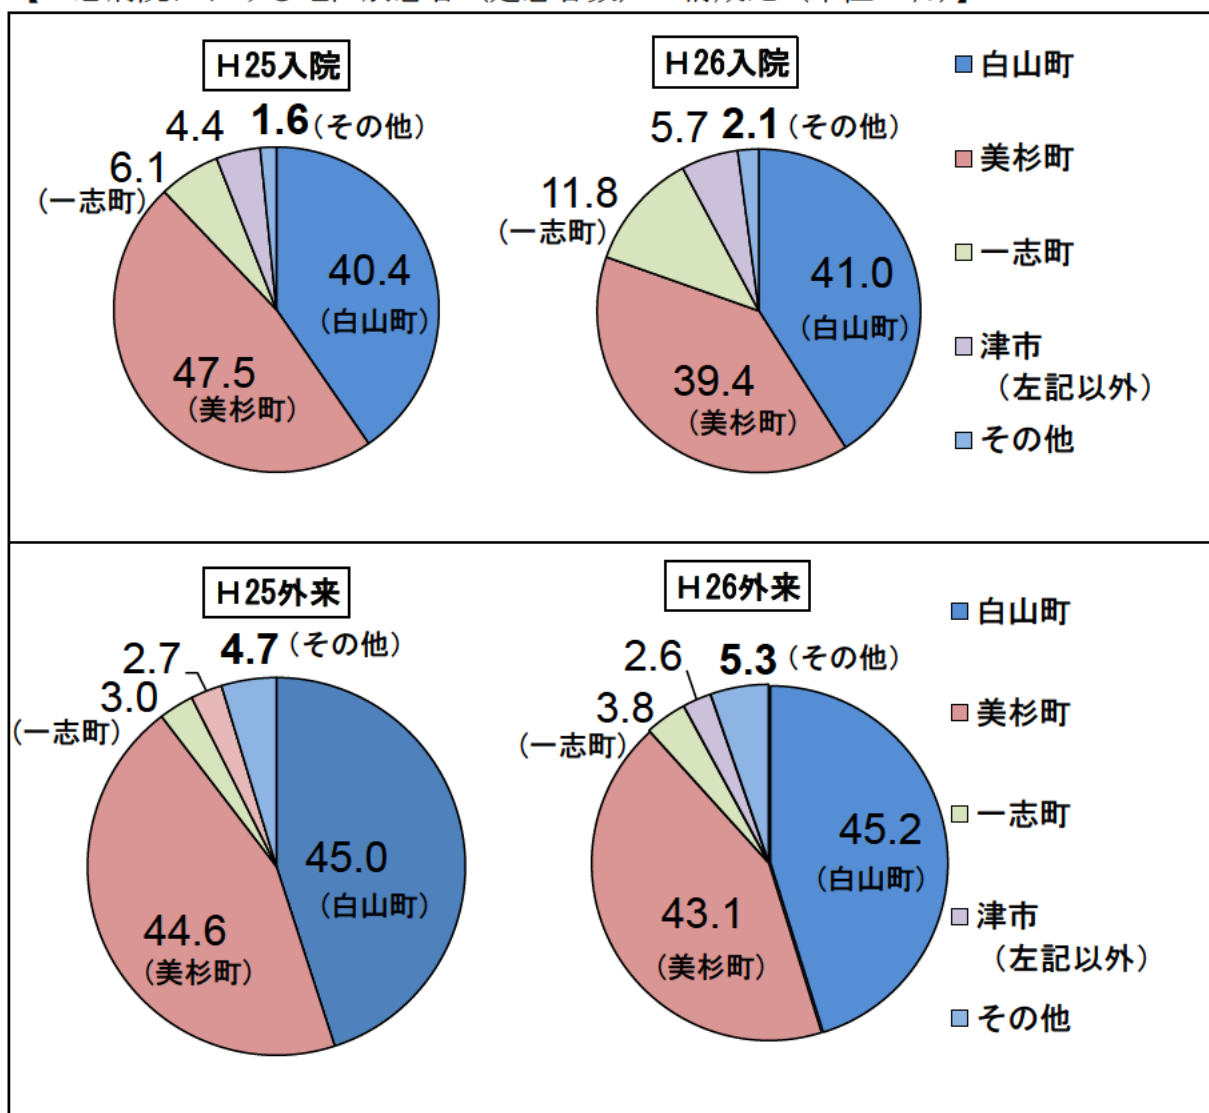 H25入院
1.6(その他)
4.4
6.1
(一志町)
40.4
(白山町)
47.5
(美杉町)
H26入院
5.7 2.1(その他)
11.8
(一志町)
41.0
(白山町)
39.4
(美杉町)
白山町
美杉町
一志町
津市
(左記以外)
その他
H25外来
4.7(その他)
2.7
3.0
(一志町)
45.0
(白山町)
44.6
(美杉町)
H26外来
5.3(その他)
2.6
3.8
(一志町)
45.2
(白山町)
43.1
(美杉町)
白山町
美杉町
一志町
津市
(左記以外)
その他